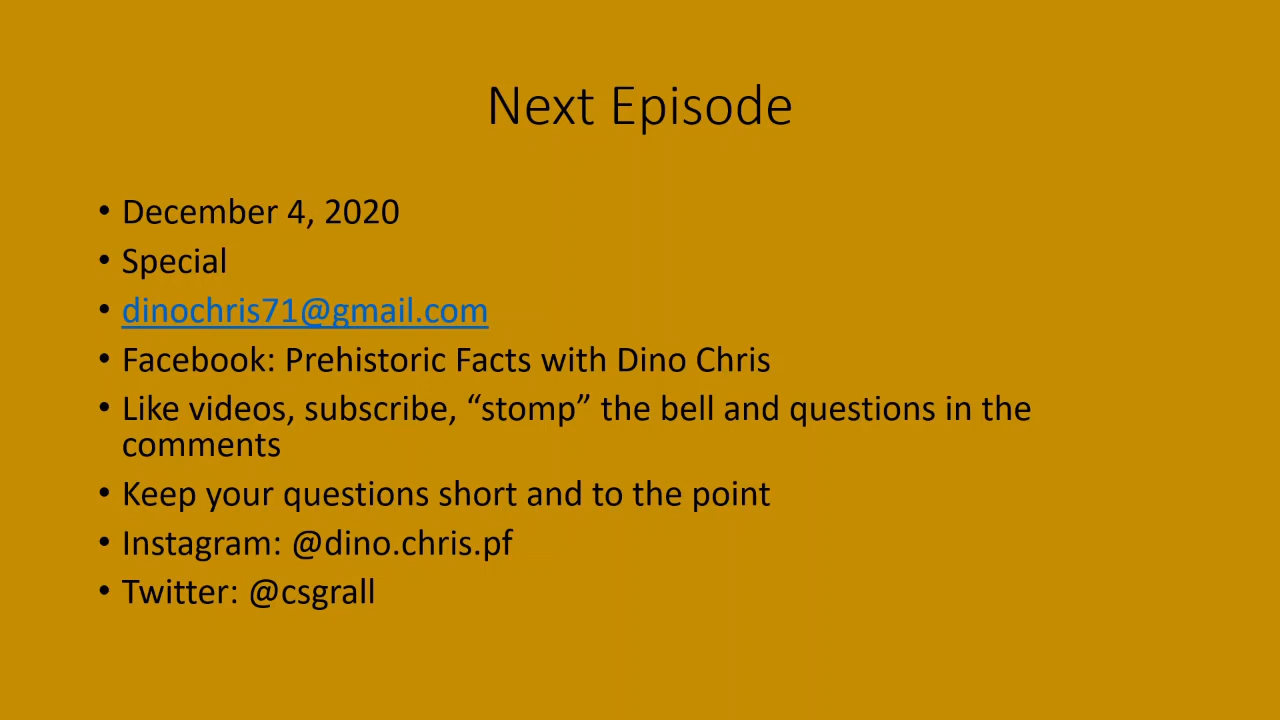 Next Episode
• December 4, 2020
• Special
• dinochris71@gmail.com
• Facebook: Prehistoric Facts with Dino Chris
• Like videos, subscribe, “stomp” the bell and questions in the
comments
• Keep your questions short and to the point
• Instagram: @dino.chris.pf
• Twitter: @csgrall